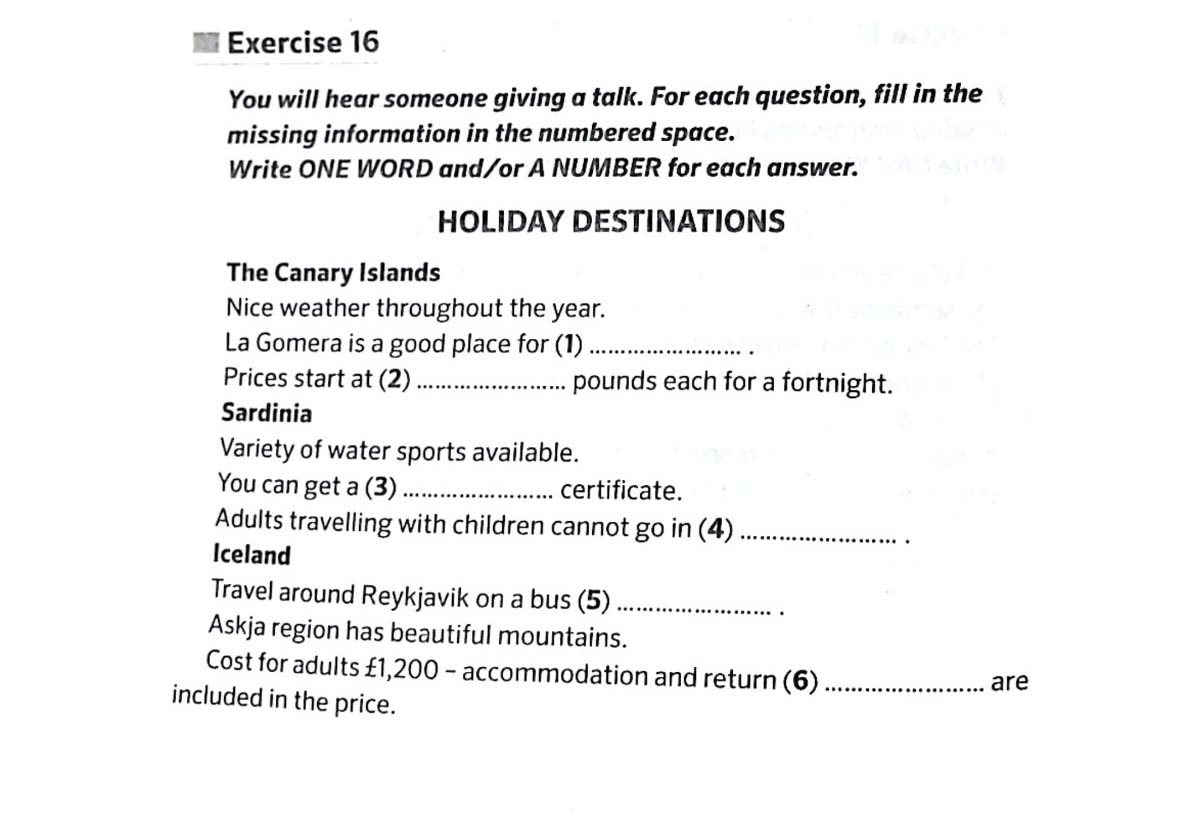 Exercise 16
You will hear someone giving a talk. For each question, fill in the
missing information in the numbered space.
Write ONE WORD and/or A NUMBER for each answer.
HOLIDAY DESTINATIONS
The Canary Islands
Nice weather throughout the year.
La Gomera is a good place for (1) ........................ .
Prices start at (2) ........................ pounds each for a fortnight.
Sardinia
Variety of water sports available.
You can get a (3) ........................ certificate.
Adults travelling with children cannot go in (4) ........................ .
Iceland
Travel around Reykjavik on a bus (5) ........................ .
Askja region has beautiful mountains.
Cost for adults £1,200 – accommodation and return (6) ........................ are
included in the price.